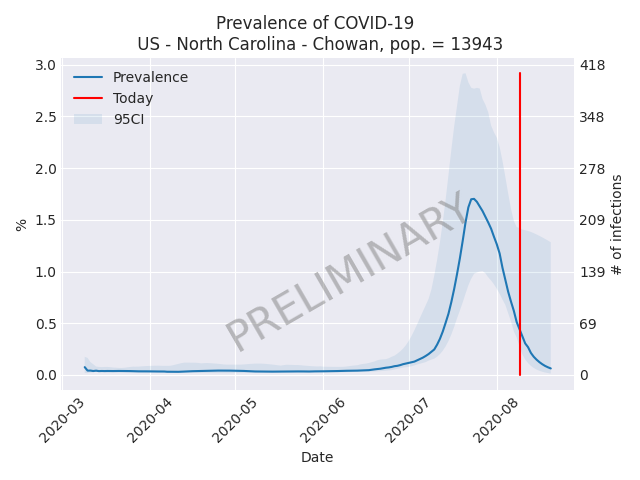 Prevalence of COVID-19
US - North Carolina - Chowan, pop. = 13943
Prevalence
Today
95CI
PRELIMINARY
%
3.0
2.5
2.0
1.5
1.0
0.5
0.0
418
348
278
209
139
69
0
# of infections
2020-03
2020-04
2020-05
2020-06
2020-07
2020-08
Date